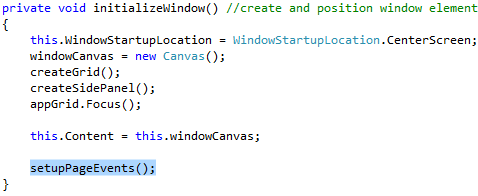 private void initializeWindow() //create and position window element
{
this.WindowStartupLocation = WindowStartupLocation.CenterScreen;
windowCanvas = new Canvas();
createGrid();
createSidePanel();
appGrid.Focus();
this.Content = this.windowCanvas;
setupPageEvents();
}